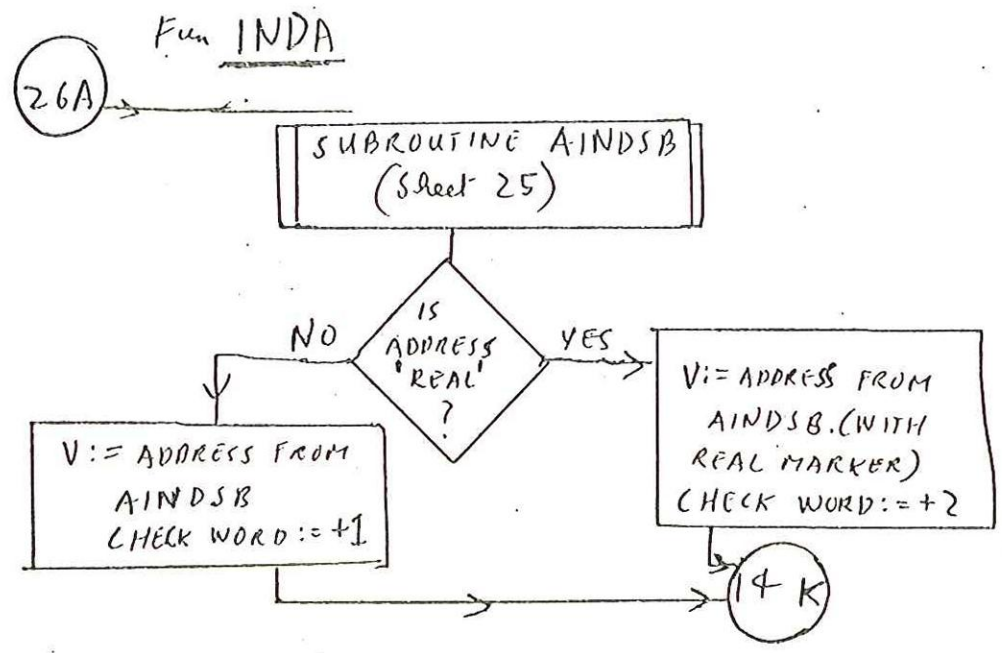 Fun INDA
26A
SUBROUTINE AINDSB
(Sheet 25)
IS
ADDRESS
'REAL'
?
NO
YES
V:= ADDRESS FROM
AINDSB
CHECK WORD:= +1
V:= ADDRESS FROM
AINDSB.(WITH
REAL MARKER)
CHECK WORD:= +2
14 K